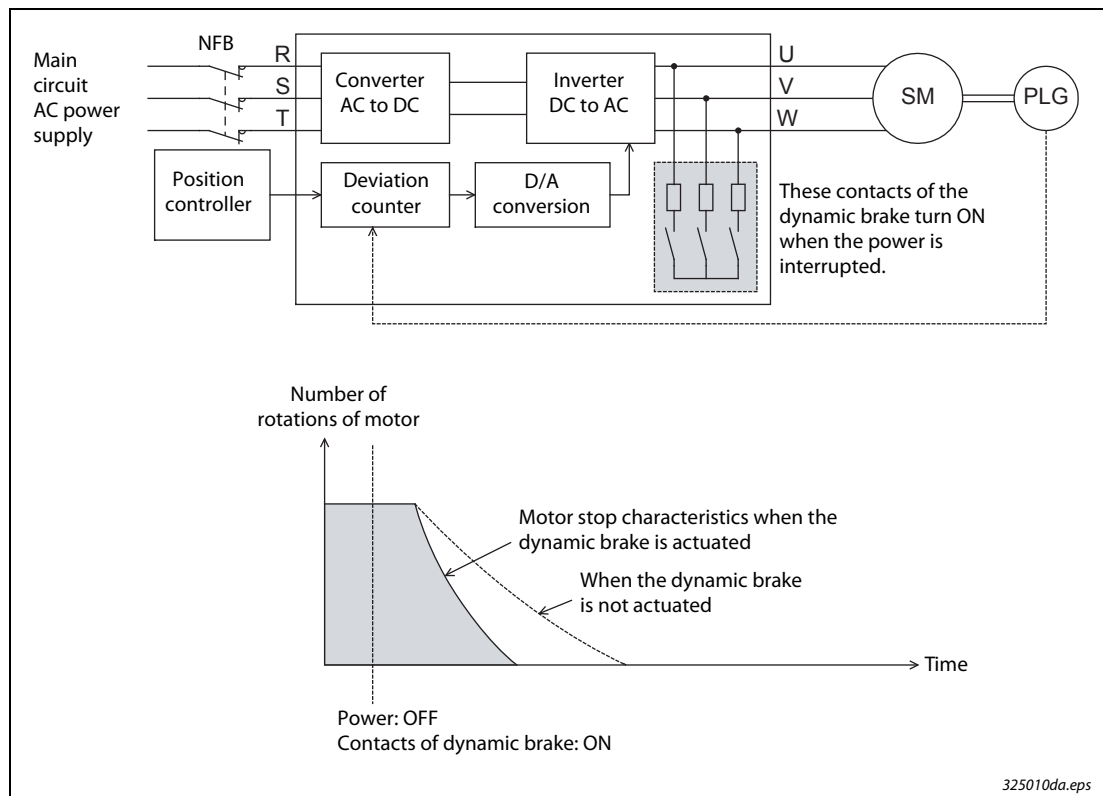 Main
circuit
AC power
supply
NFB
R
S
T
Converter
AC to DC
Inverter
DC to AC
U
V
W
SM
PLG
Position
controller
Deviation
counter
D/A
conversion
These contacts of the
dynamic brake turn ON
when the power is
interrupted.
Number of
rotations of motor
Motor stop characteristics when the
dynamic brake is actuated
When the dynamic brake
is not actuated
Time
Power: OFF
Contacts of dynamic brake: ON
325010da.eps